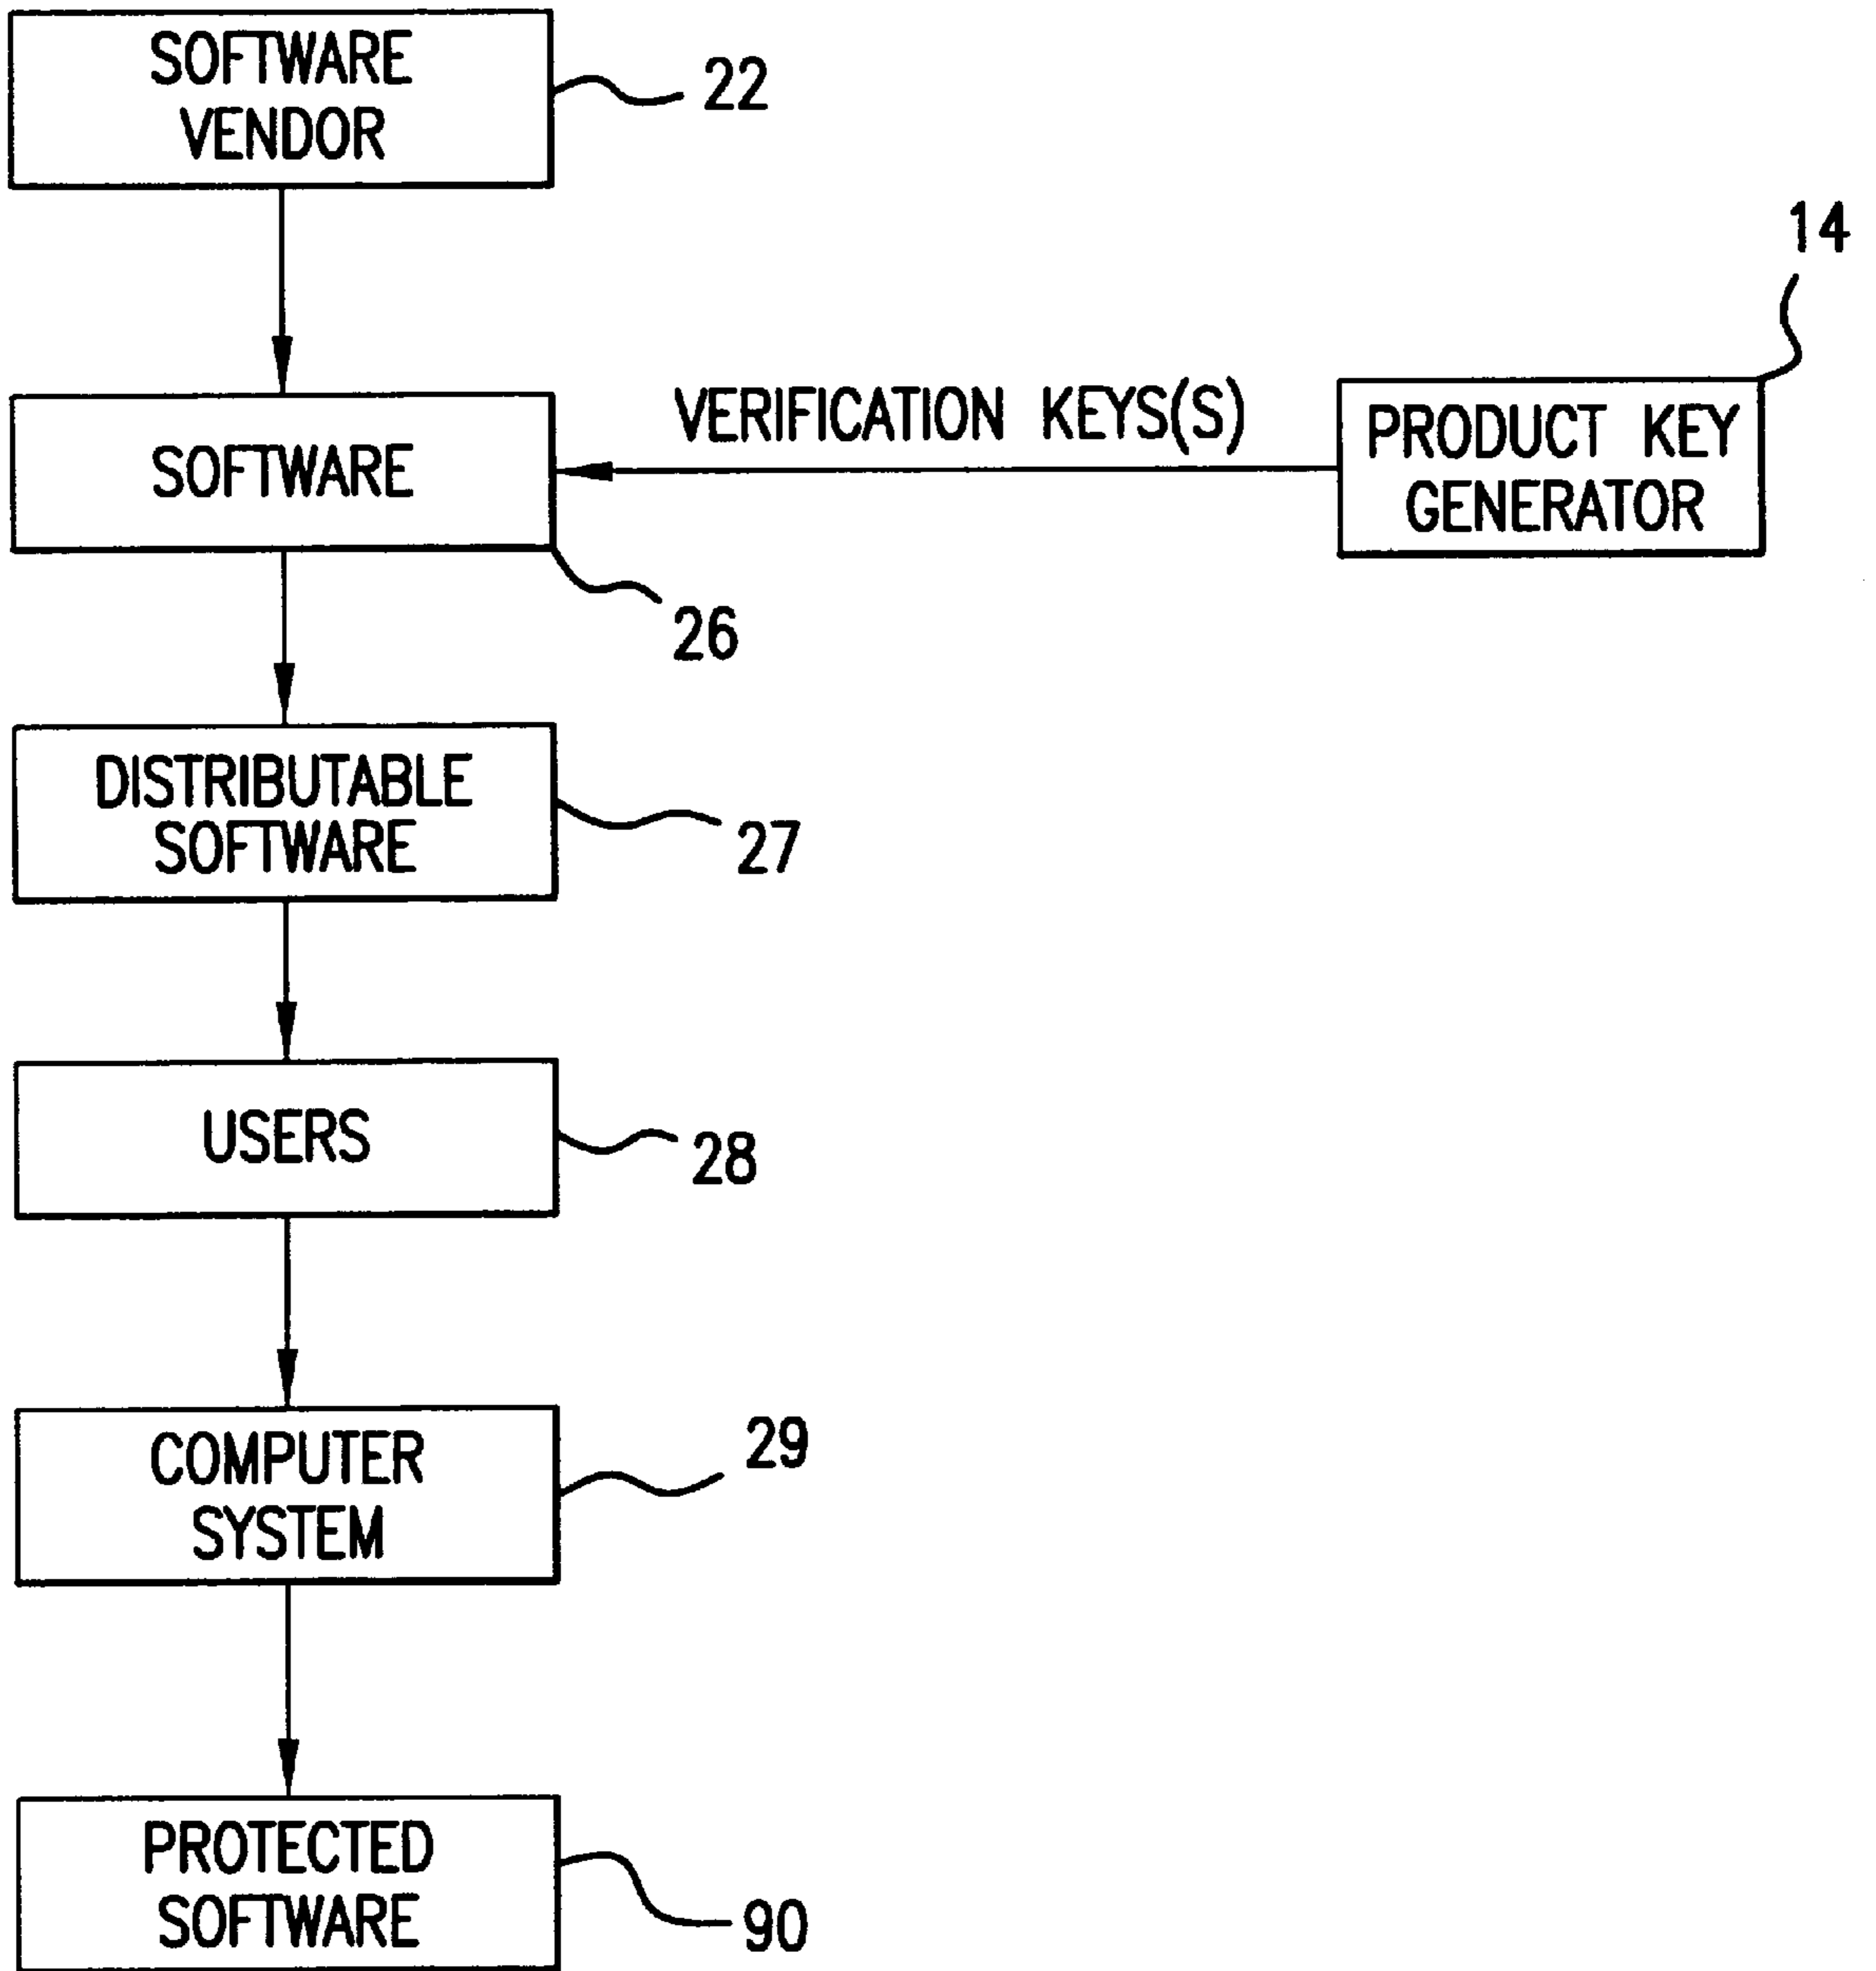 SOFTWARE
VENDOR
22
14
VERIFICATION KEYS(S)
PRODUCT KEY
GENERATOR
SOFTWARE
26
DISTRIBUTABLE
SOFTWARE
27
USERS
28
COMPUTER
SYSTEM
29
PROTECTED
SOFTWARE
90